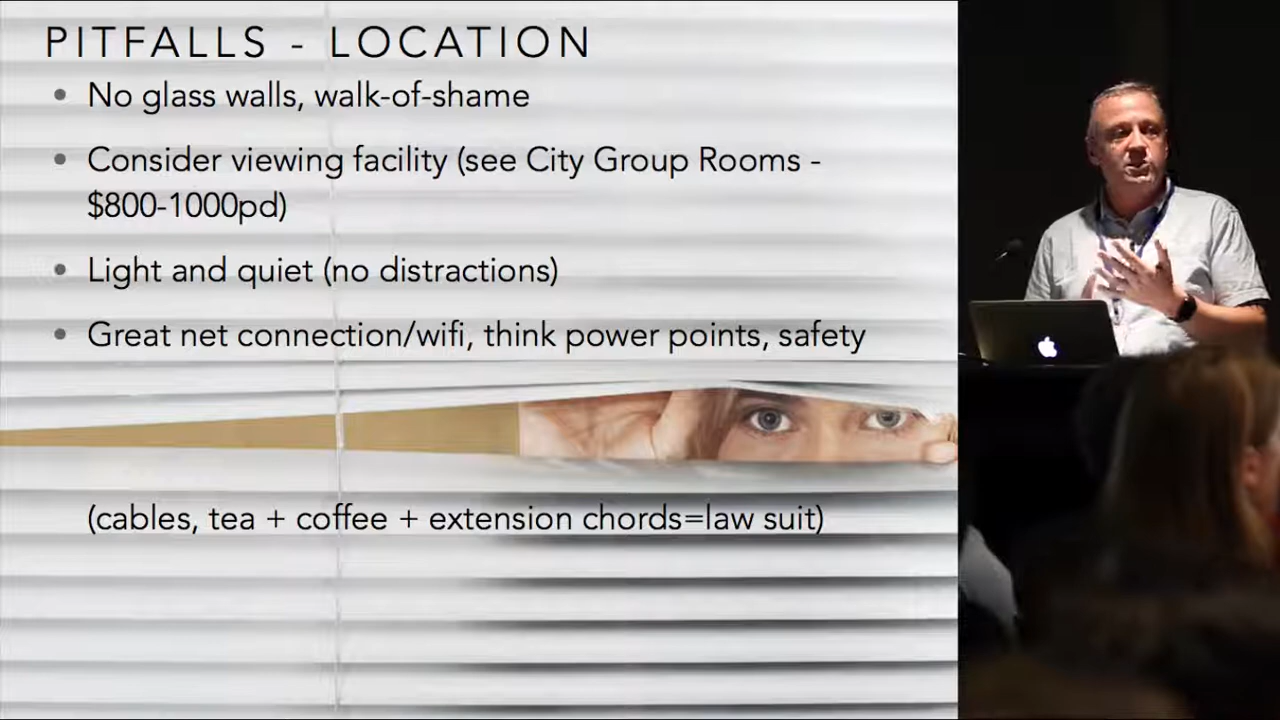 PITFALLS - LOCATION
• No glass walls, walk-of-shame
• Consider viewing facility (see City Group Rooms -
$800-1000pd)
• Light and quiet (no distractions)
• Great net connection/wifi, think power points, safety
(cables, tea + coffee + extension chords=law suit)